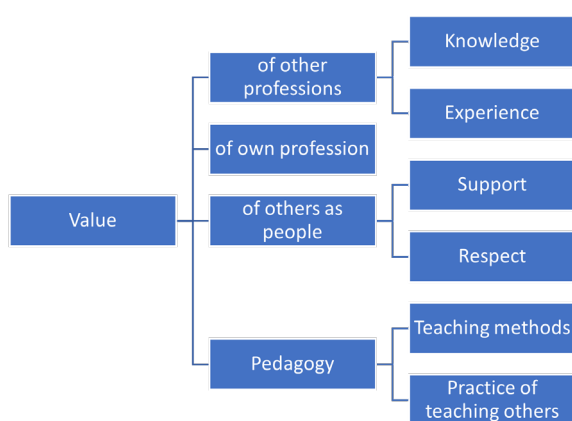 Value
of other
professions
Knowledge
Experience
of own profession
of others as
people
Support
Respect
Pedagogy
Teaching methods
Practice of
teaching others